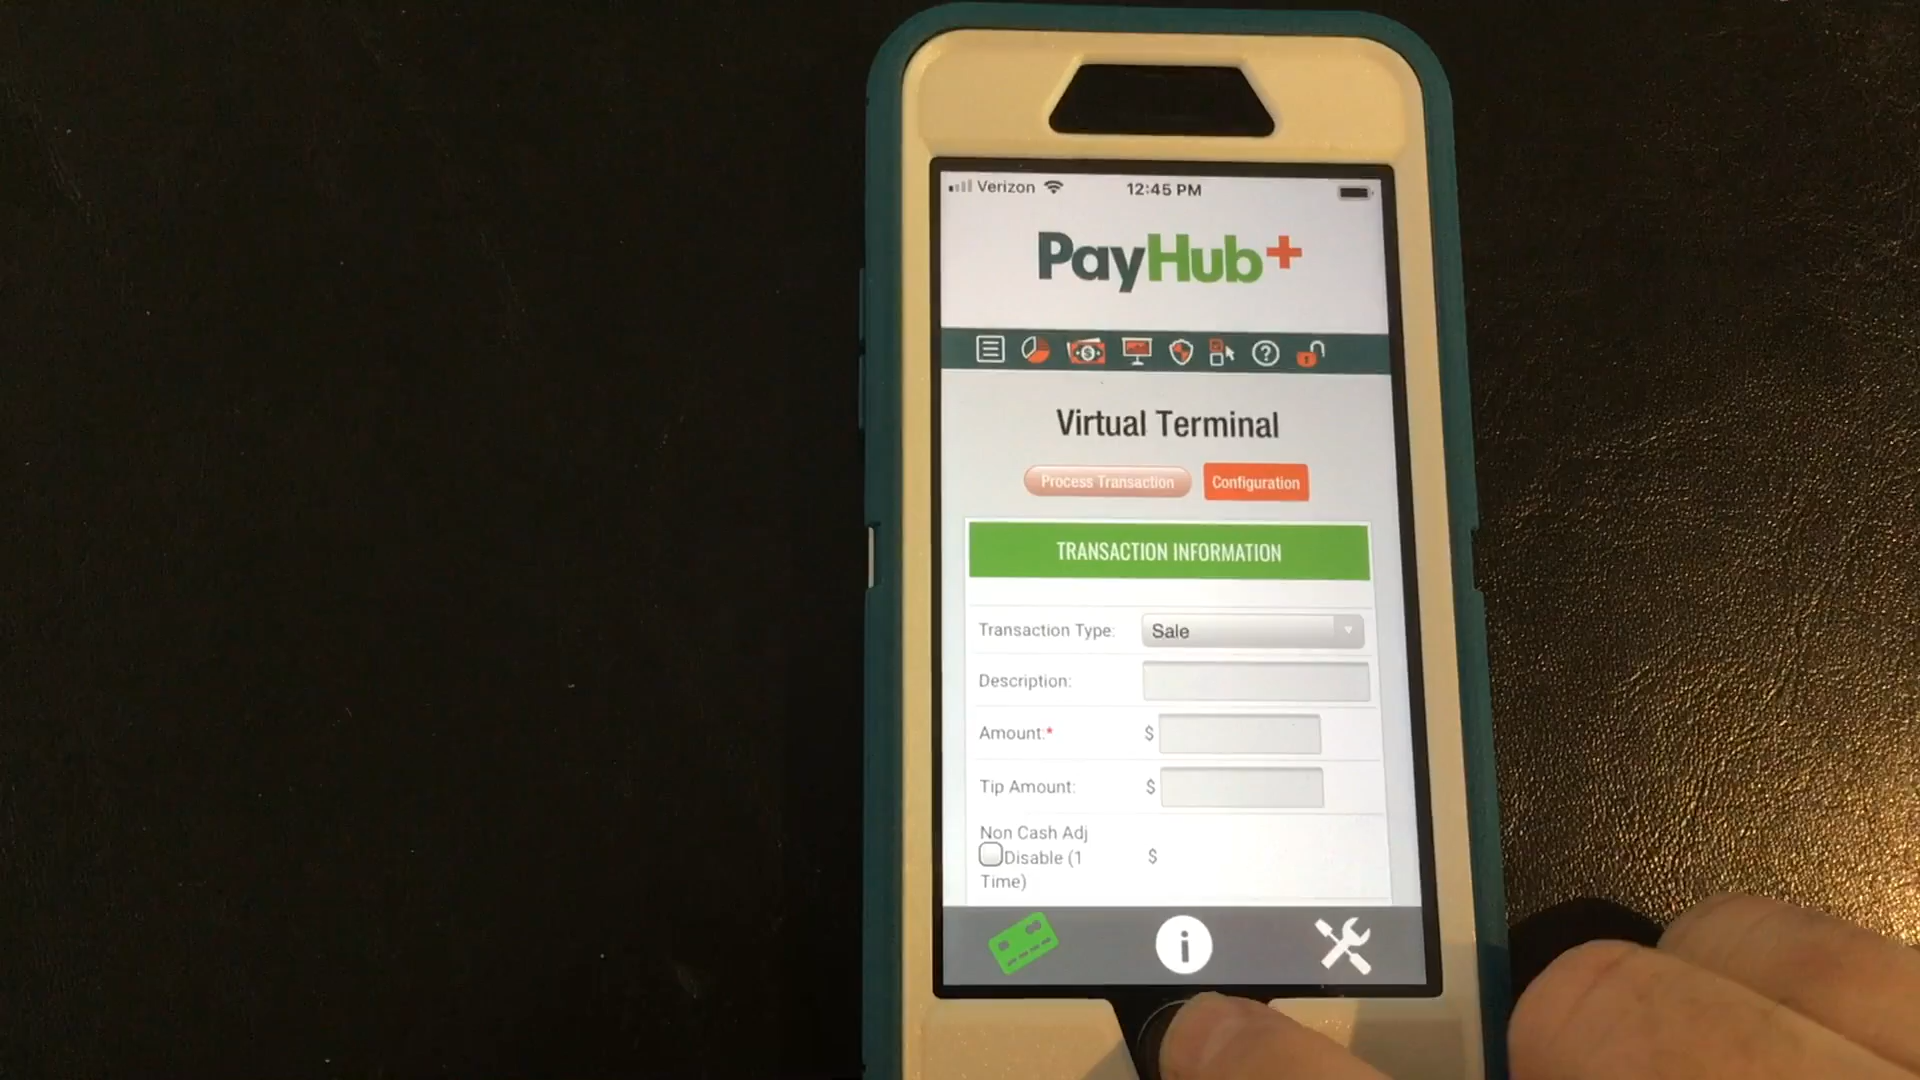 Verizon 12:45 PM
PayHub+
Virtual Terminal
Process Transaction Configuration
TRANSACTION INFORMATION
Transaction Type: Sale
Description:
Amount:* $
Tip Amount: $
Non Cash Adj
Disable (1 $
Time)